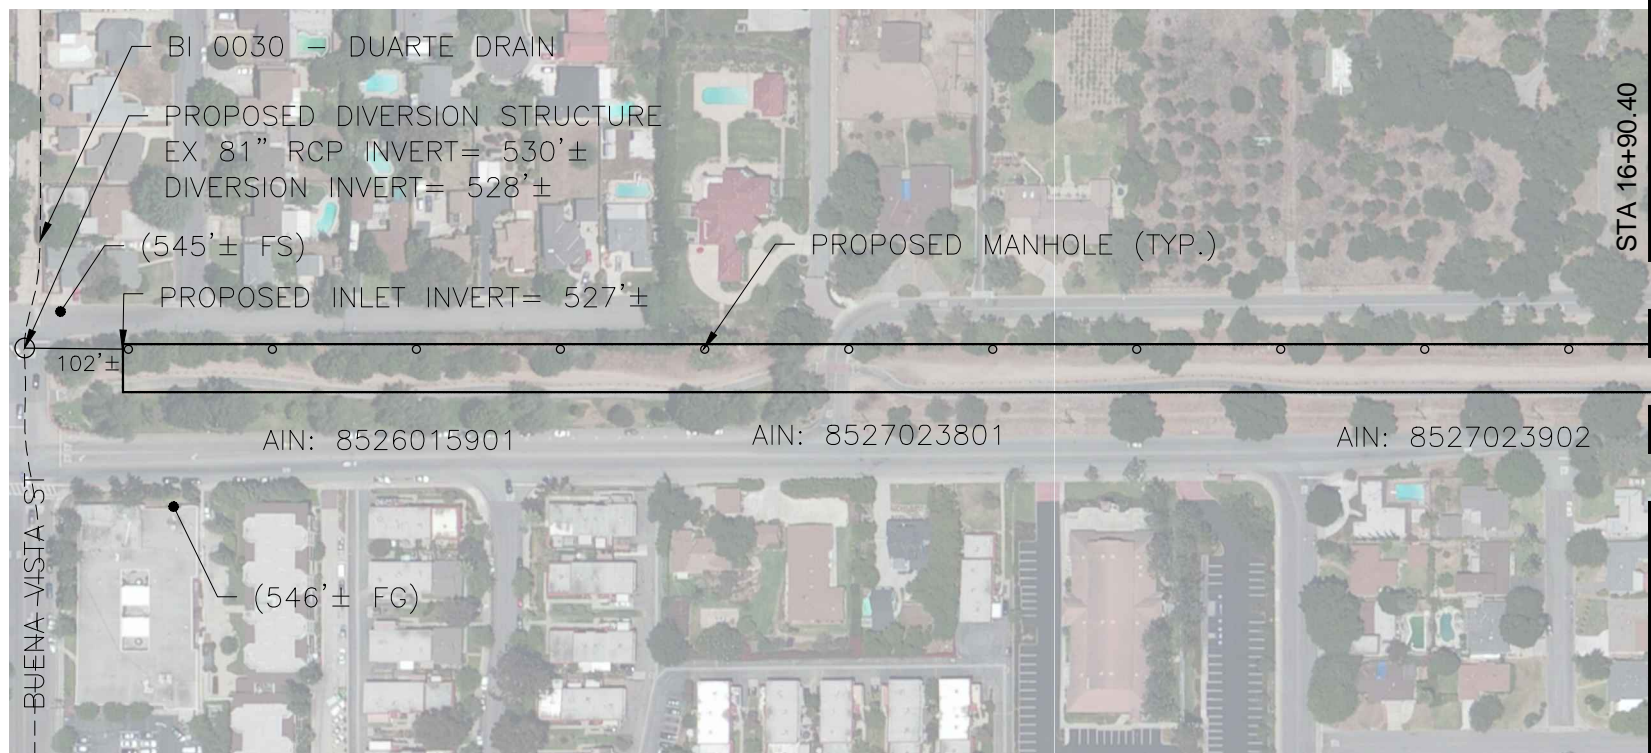 BI 0030 – DUARTE DRAIN
PROPOSED DIVERSION STRUCTURE
EX 81" RCP INVERT= 530'±
DIVERSION INVERT= 528'±
(545'± FS)
PROPOSED MANHOLE (TYP.)
PROPOSED INLET INVERT= 527'±
STA 16+90.40
102'±
AIN: 8526015901
AIN: 8527023801
AIN: 8527023902
BUENA VISTA ST
(546'± FG)